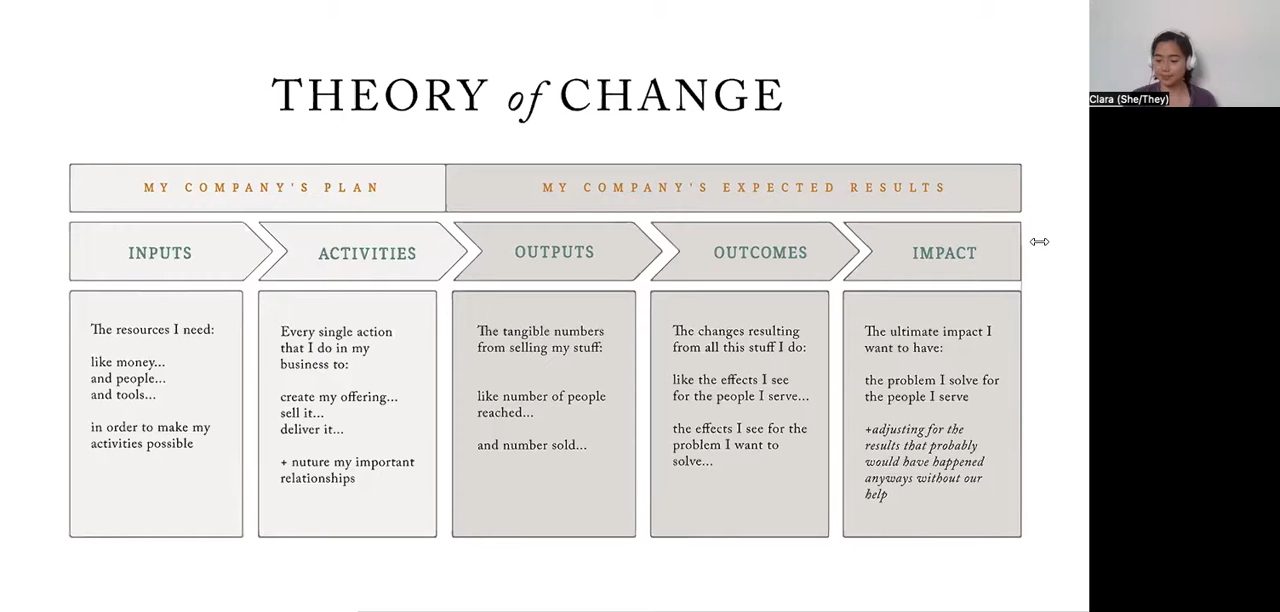 THEORY of CHANGE
Clara (She/They)
MY COMPANY'S PLAN
MY COMPANY'S EXPECTED RESULTS
INPUTS
ACTIVITIES
OUTPUTS
OUTCOMES
IMPACT
The resources I need:
like money...
and people...
and tools...
in order to make my
activities possible
Every single action
that I do in my
business to:
create my offering...
sell it...
deliver it...
+ nuture my important
relationships
The tangible numbers
from selling my stuff:
like number of people
reached...
and number sold...
The changes resulting
from all this stuff I do:
like the effects I see
for the people I serve...
the effects I see for the
problem I want to
solve...
The ultimate impact I
want to have:
the problem I solve for
the people I serve
+adjusting for the
results that probably
would have happened
anyways without our
help